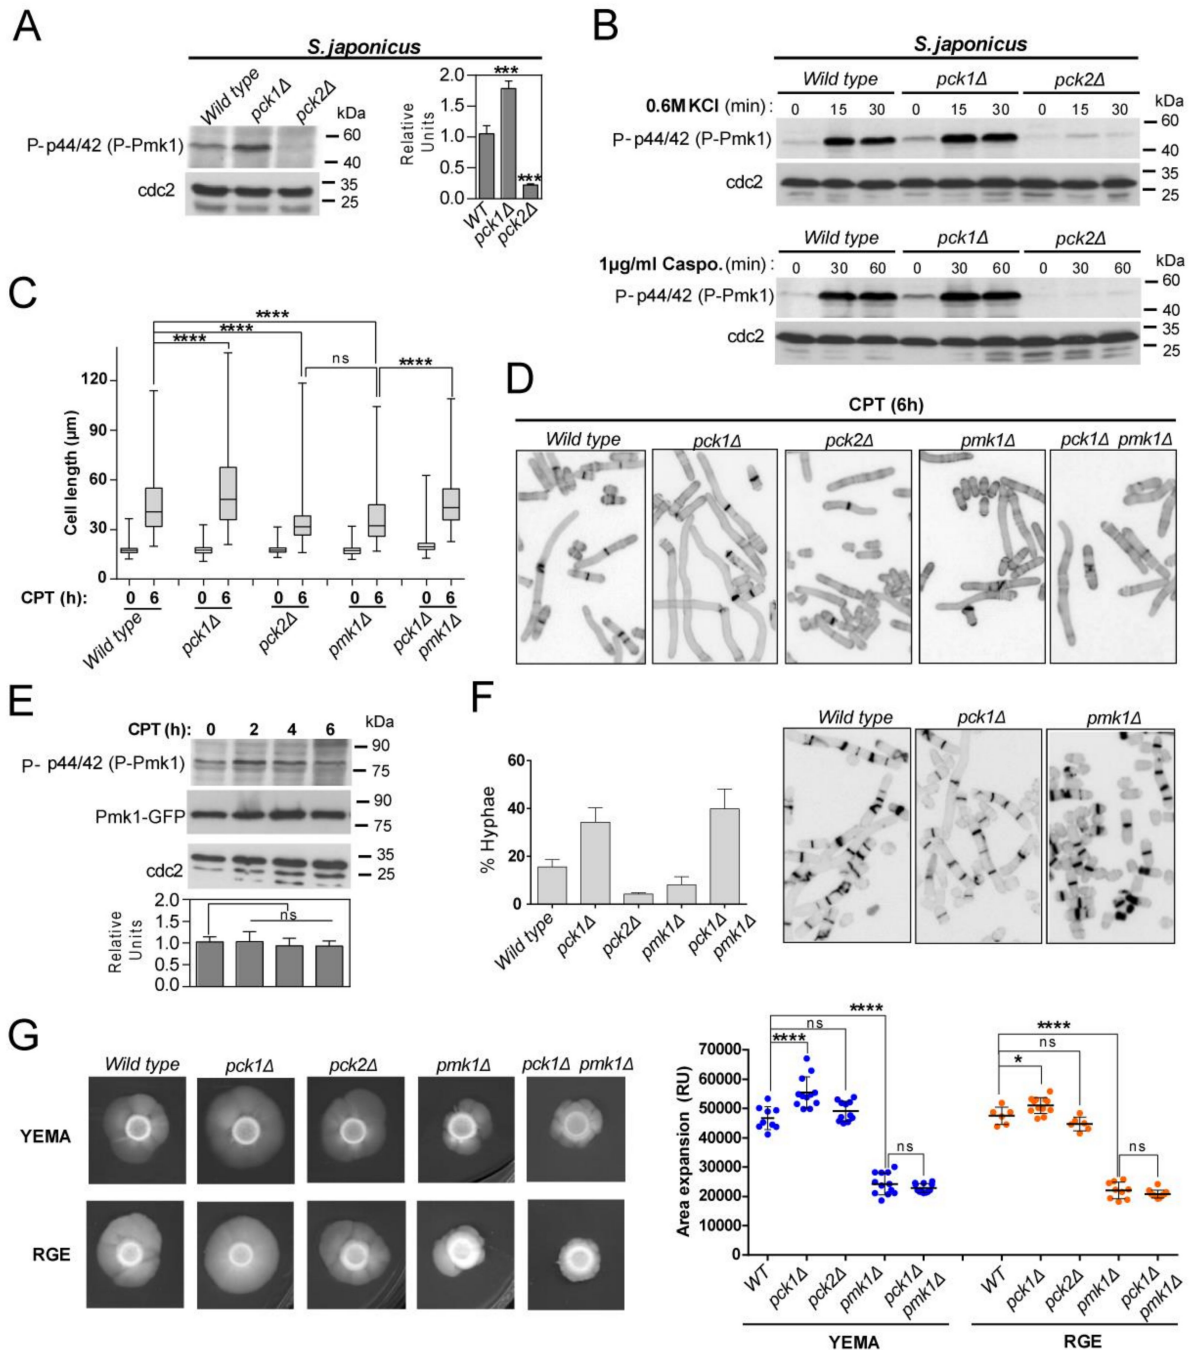 A
S. japonicus
Wild type
pck1Δ
pck2Δ
kDa
P-p44/42 (P-Pmk1)
60
40
cdc2
35
25
Relative
Units
2.0
1.5
1.0
0.5
0.0
***
***
WT
pck1Δ
pck2Δ
B
S. japonicus
Wild type pck1Δ pck2Δ
0.6M KCl (min) : 0 15 30 0 15 30 0 15 30 kDa
P-p44/42 (P-Pmk1)
60
40
cdc2
35
25
Wild type pck1Δ pck2Δ
1µg/ml Caspo. (min) : 0 30 60 0 30 60 0 30 60 kDa
P-p44/42 (P-Pmk1)
60
40
cdc2
35
25
C
****
****
****
ns
****
Cell length (µm)
120
90
60
30
0
CPT (h): 0 6 0 6 0 6 0 6 0 6
Wild type
pck1Δ
pck2Δ
pmk1Δ
pck1Δ
pmk1Δ
D
CPT (6h)
Wild type pck1Δ pck2Δ pmk1Δ pck1Δ pmk1Δ
E
CPT (h): 0 2 4 6 kDa
P- p44/42 (P-Pmk1)
90
75
Pmk1-GFP
90
75
cdc2
35
25
Relative
Units
2.0
1.5
1.0
0.5
0.0
ns
F
% Hyphae
60
40
20
0
Wild type
pck1Δ
pck2Δ
pmk1Δ
pck1Δ
pmk1Δ
Wild type pck1Δ pmk1Δ
G
Wild type pck1Δ pck2Δ pmk1Δ pck1Δ pmk1Δ
YEMA
RGE
Area expansion (RU)
70000
60000
50000
40000
30000
20000
10000
0
****
ns
****
ns
****
ns
*
ns
WT
pck1Δ
pck2Δ
pmk1Δ
pck1Δ
pmk1Δ
WT
pck1Δ
pck2Δ
pmk1Δ
pck1Δ
pmk1Δ
YEMA
RGE